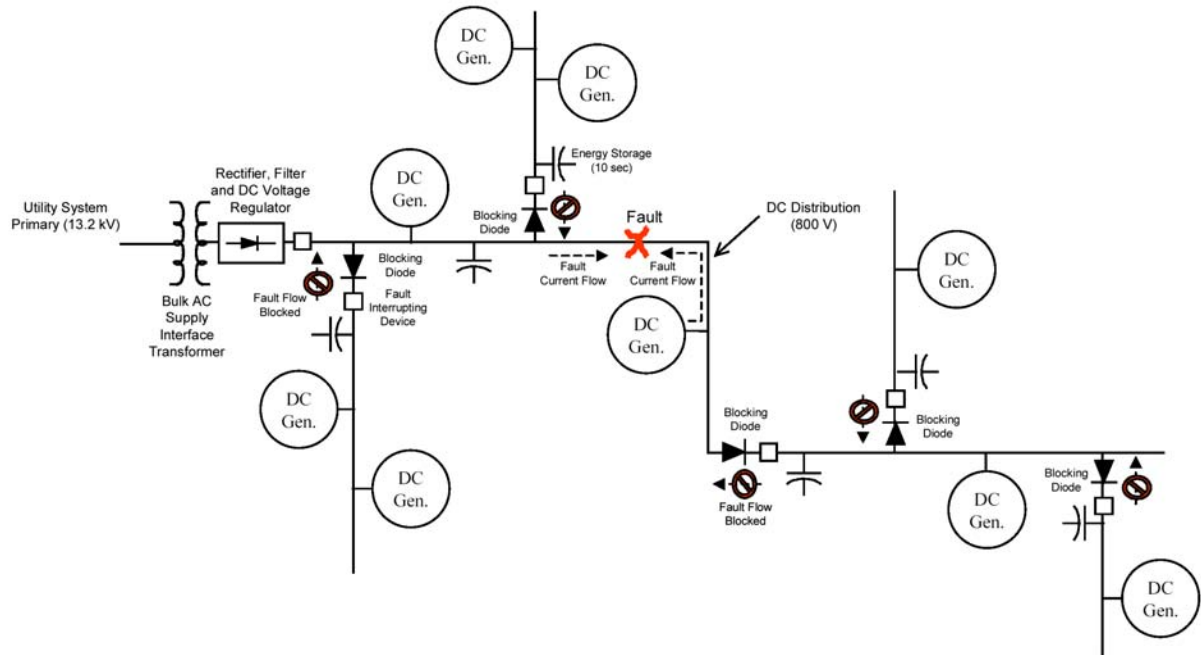 DC
Gen.
DC
Gen.
Energy Storage
(10 sec)
Rectifier, Filter
and DC Voltage
Regulator
DC
Gen.
Utility System
Primary (13.2 kV)
Blocking
Diode
Fault
DC Distribution
(800 V)
DC
Gen.
Bulk AC
Supply
Interface
Transformer
Fault Flow
Blocked
Blocking
Diode
Fault
Interrupting
Device
Fault
Current Flow
Fault
Current Flow
DC
Gen.
DC
Gen.
DC
Gen.
Blocking
Diode
Fault Flow
Blocked
Blocking
Diode
DC
Gen.
Blocking
Diode
DC
Gen.